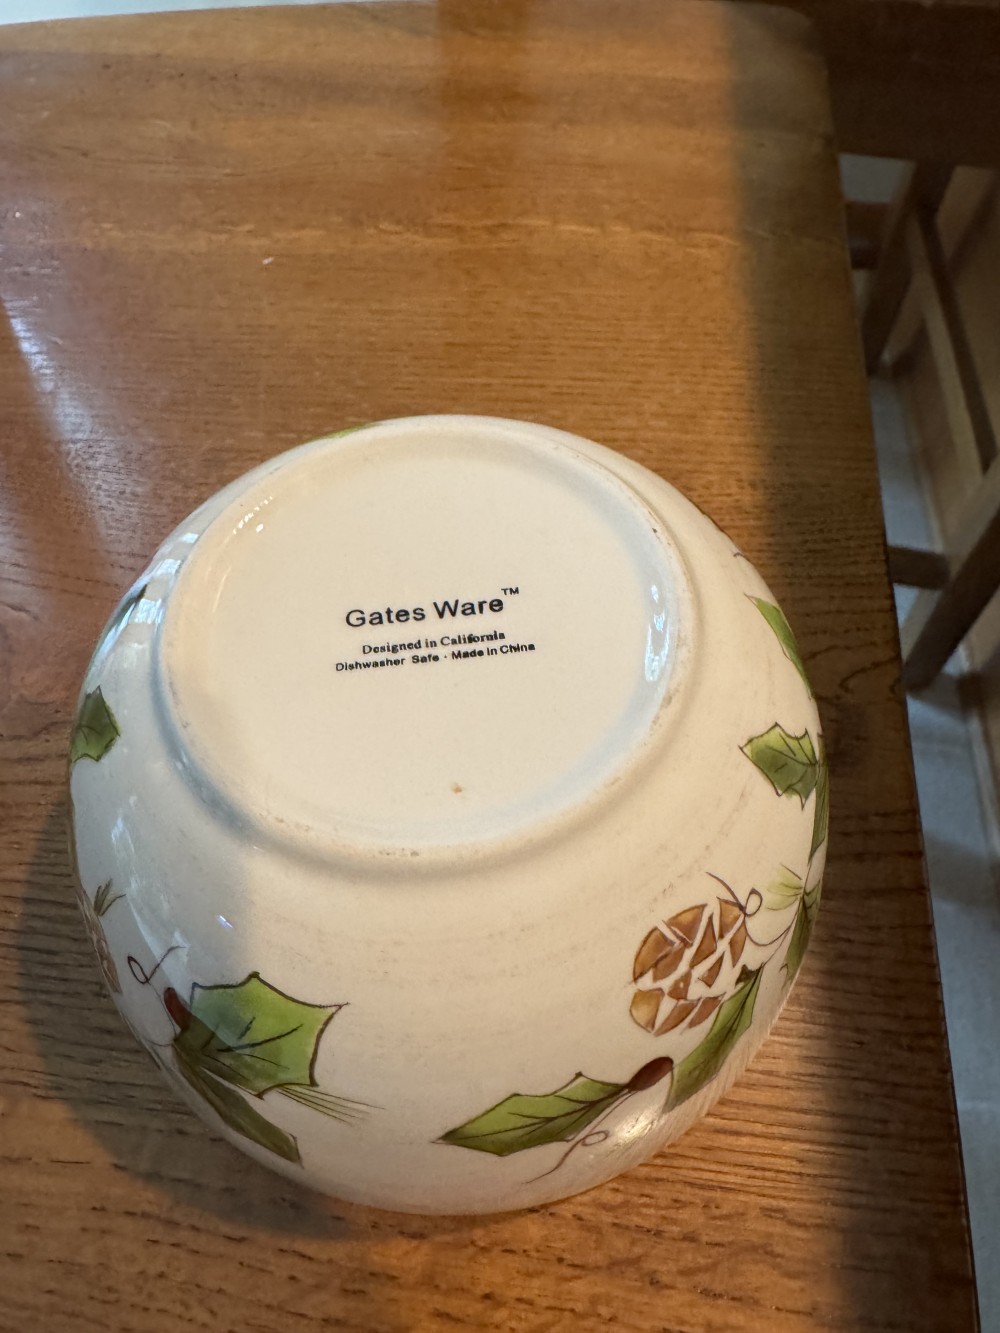 Gates Ware™
Designed in California
Dishwasher Safe · Made in China